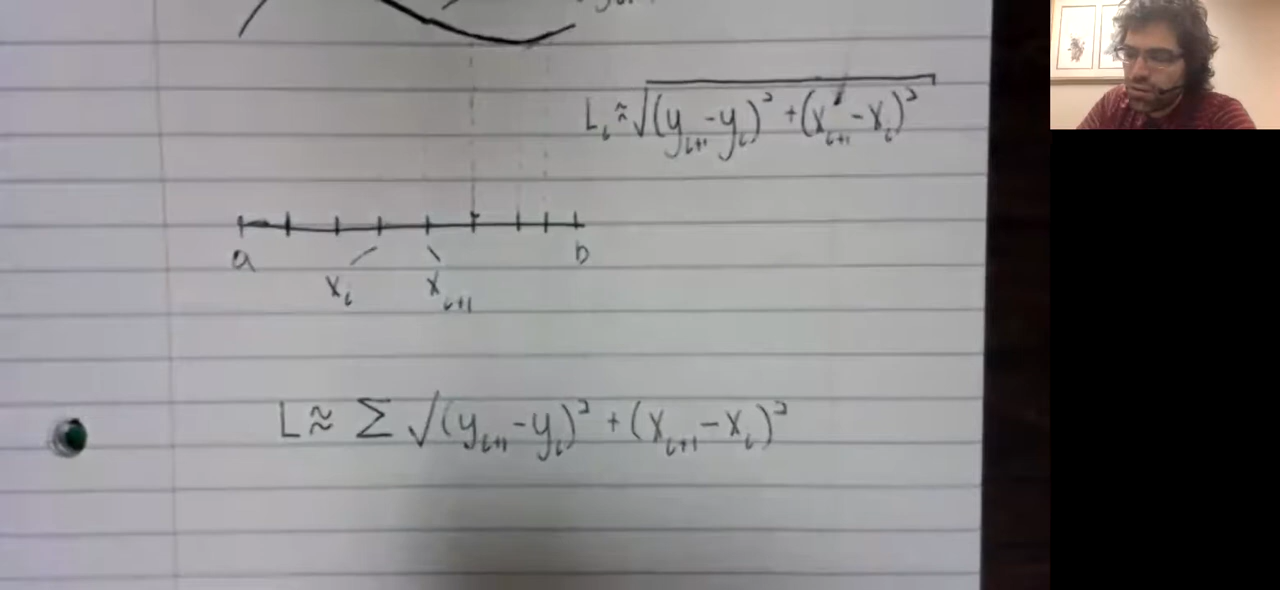 L_i ≈ √(y_{i+1} - y_i)² + (x_{i+1} - x_i)²
a b
x_i x_{i+1}
L ≈ Σ √(y_{i+1} - y_i)² + (x_{i+1} - x_i)²